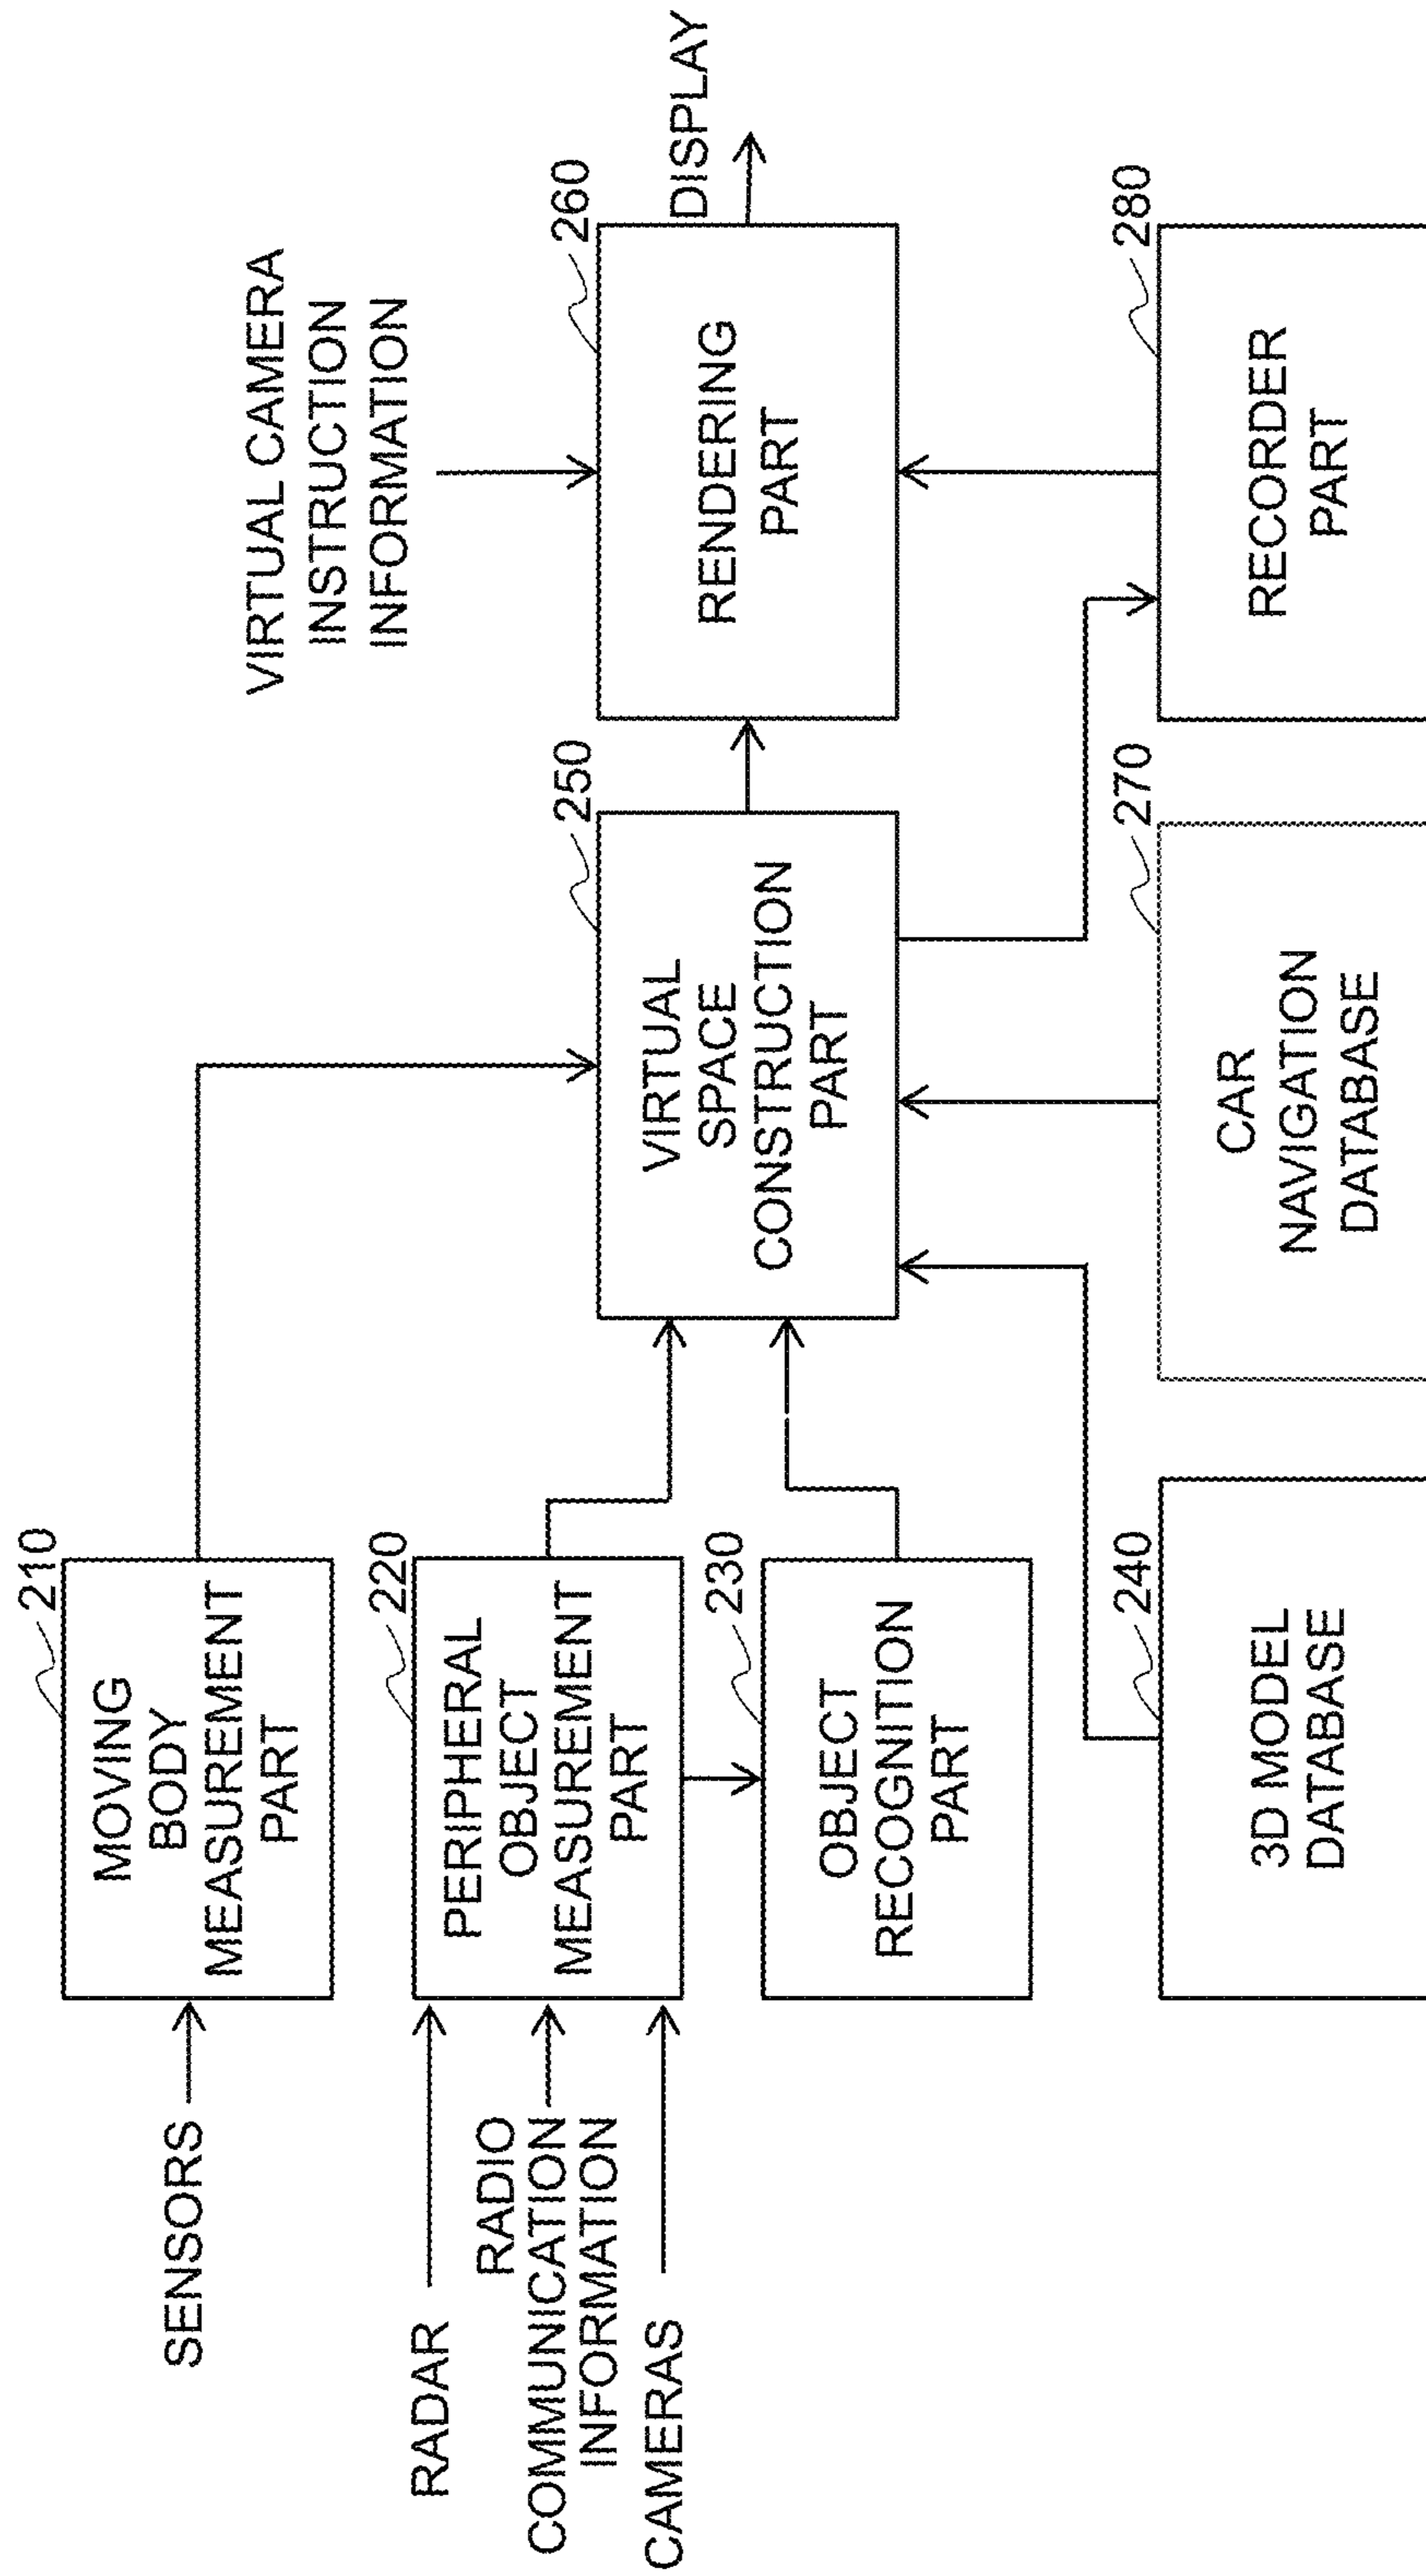 210
SENSORS
MOVING
BODY
MEASUREMENT
PART
VIRTUAL CAMERA
INSTRUCTION
INFORMATION
220
RADAR
RADIO
COMMUNICATION
INFORMATION
CAMERAS
PERIPHERAL
OBJECT
MEASUREMENT
PART
250
VIRTUAL
SPACE
CONSTRUCTION
PART
260
RENDERING
PART
DISPLAY
230
OBJECT
RECOGNITION
PART
240
3D MODEL
DATABASE
270
CAR
NAVIGATION
DATABASE
280
RECORDER
PART